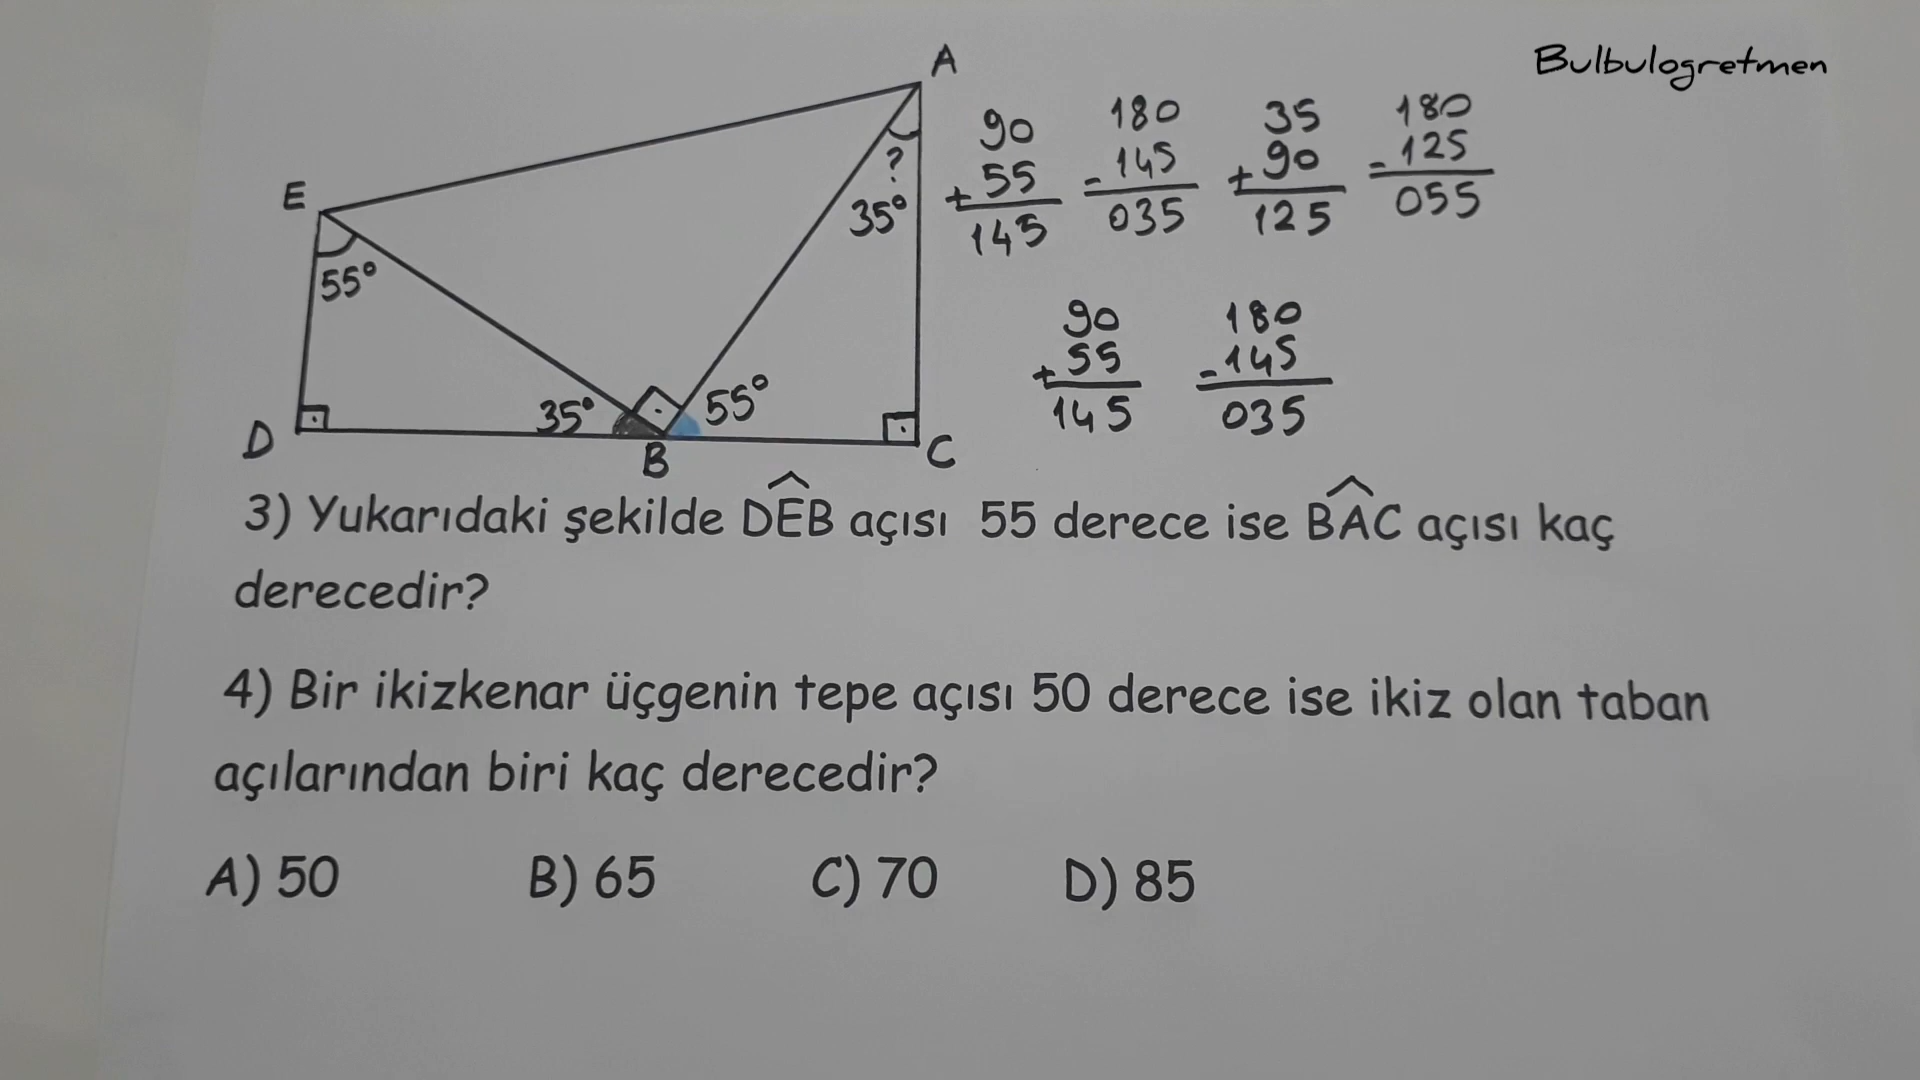 Bulbulogretmen
A
E
55°
?
35°
35°
55°
D
B
C
90
+ 55
145
180
- 145
035
35
+ 90
125
180
- 125
055
90
+ 55
145
180
- 145
035
3) Yukarıdaki şekilde DEB açısı 55 derece ise BAC açısı kaç
derecedir?
4) Bir ikizkenar üçgenin tepe açısı 50 derece ise ikiz olan taban
açılarından biri kaç derecedir?
A) 50 B) 65 C) 70 D) 85